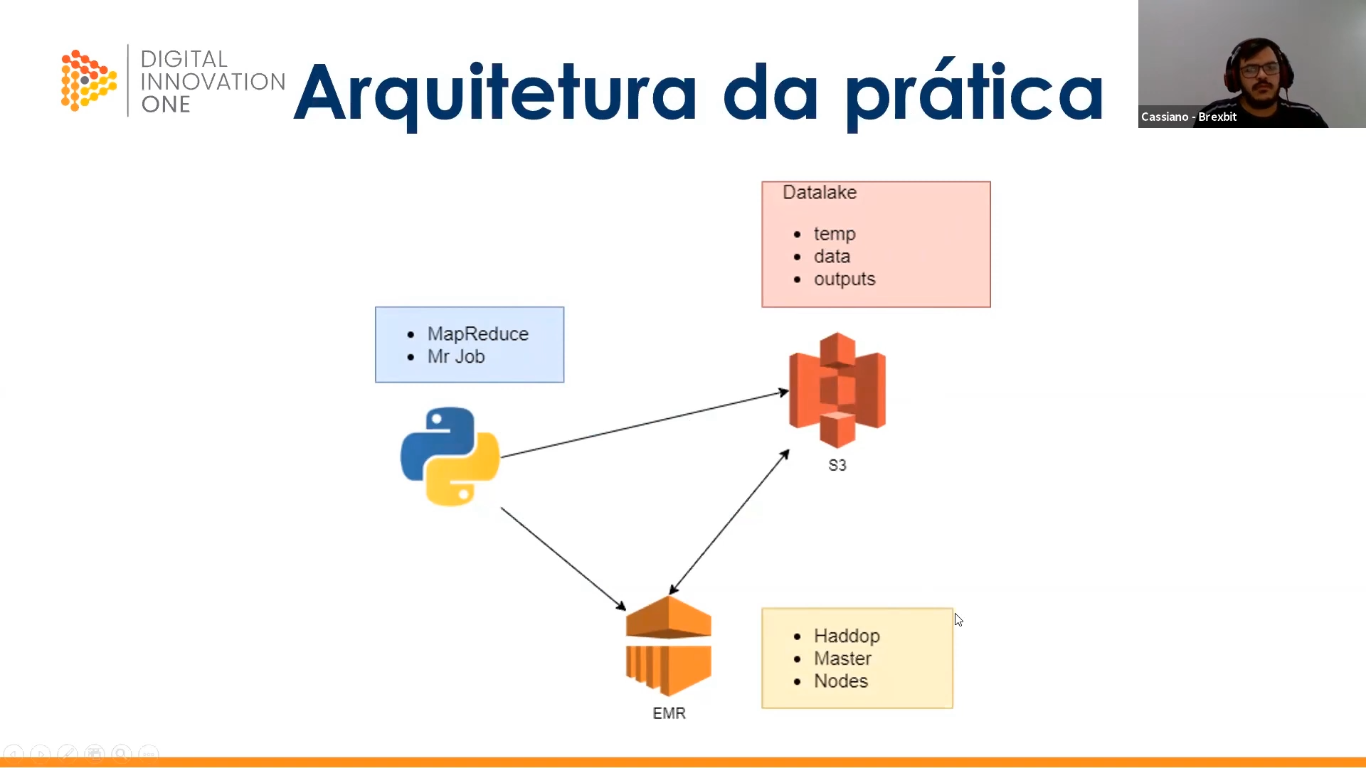 DIGITAL
INNOVATION
ONE
Arquitetura da prática
Cassiano - Brexbit
Datalake
temp
data
outputs
MapReduce
Mr Job
S3
Haddop
Master
Nodes
EMR